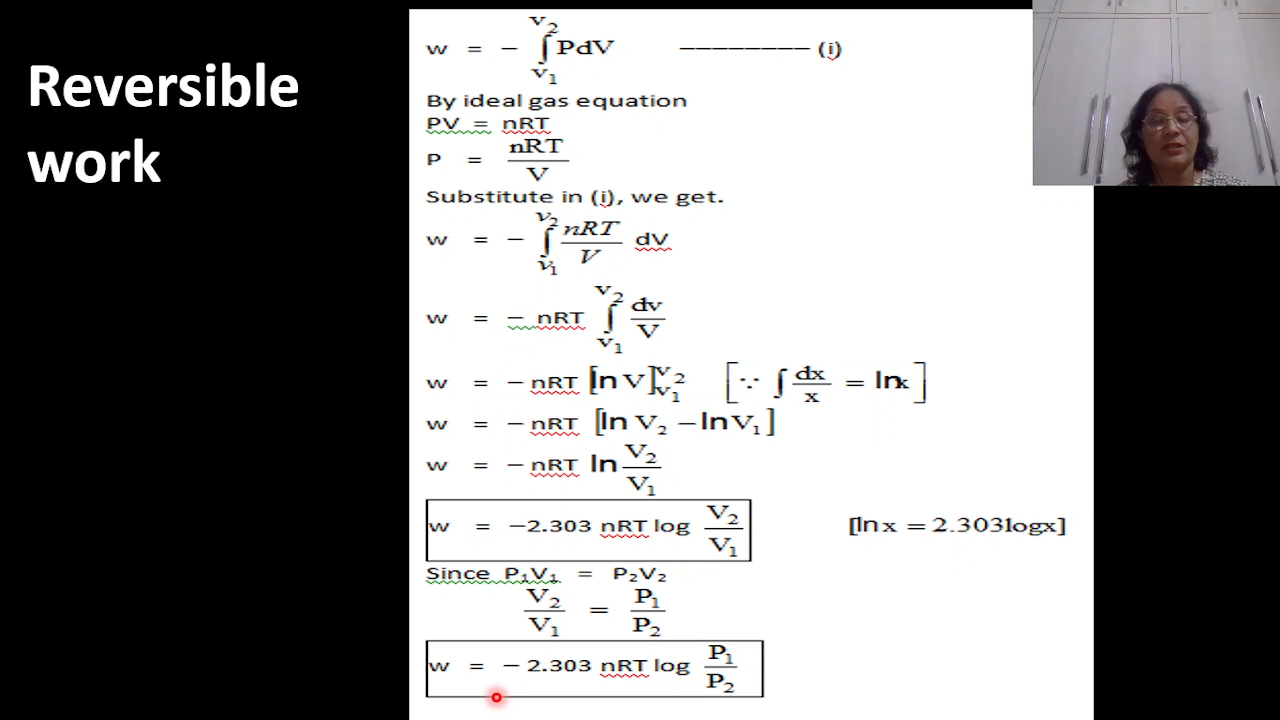 Reversible
work
w = − ∫_{V₁}^{V₂} PdV ———————— (i)
By ideal gas equation
PV = nRT
P = nRT/V
Substitute in (i), we get.
w = − ∫_{V₁}^{V₂} nRT/V dV
w = − nRT ∫_{V₁}^{V₂} dv/V
w = − nRT [ln V]_{V₁}^{V₂} [∵ ∫ dx/x = lnx]
w = − nRT [ln V₂ − ln V₁]
w = − nRT ln V₂/V₁
w = −2.303 nRT log V₂/V₁ [ln x = 2.303logx]
Since P₁V₁ = P₂V₂
V₂/V₁ = P₁/P₂
w = − 2.303 nRT log P₁/P₂